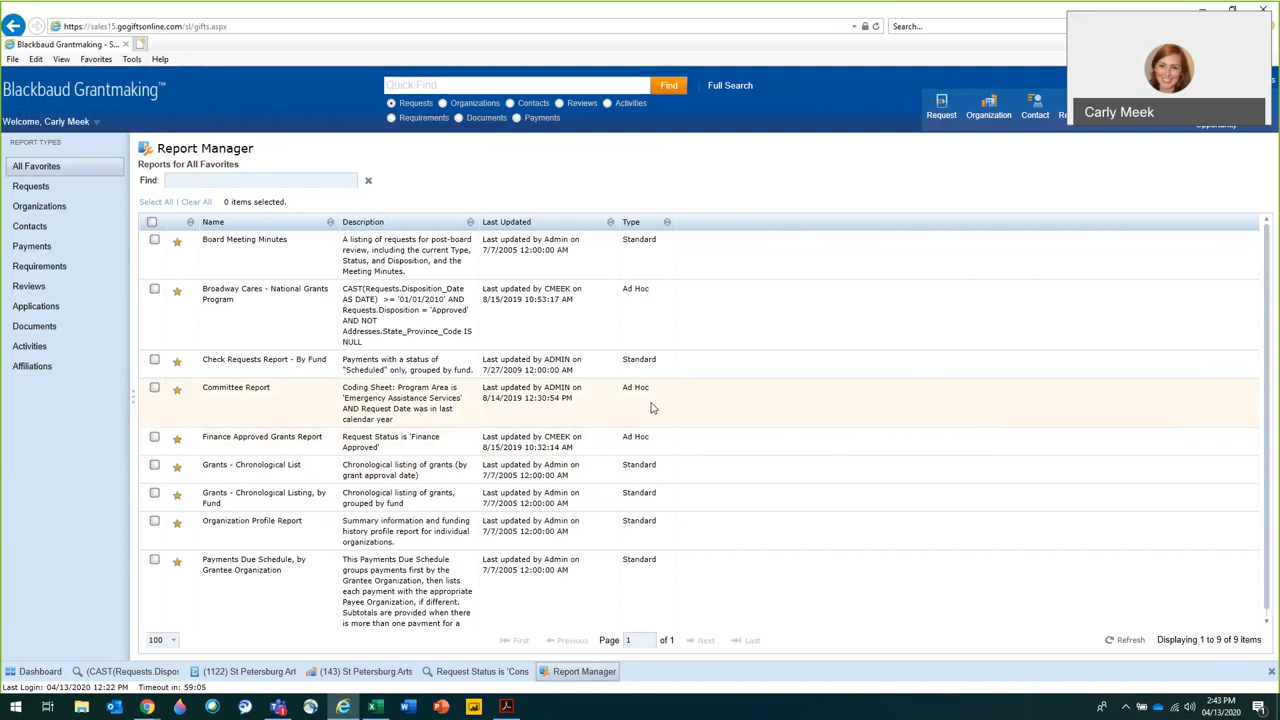 https://sales15.gogiftsonline.com/sl/gifts.aspx
Search...
Blackbaud Grantmaking - S...
File Edit View Favorites Tools Help
Blackbaud Grantmaking™
Quick Find
Find
Full Search
Requests Organizations Contacts Reviews Activities
Requirements Documents Payments
Request Organization Contact
Carly Meek
Welcome, Carly Meek
REPORT TYPES
All Favorites
Requests
Organizations
Contacts
Payments
Requirements
Reviews
Applications
Documents
Activities
Affiliations
Report Manager
Reports for All Favorites
Find:
Select All | Clear All 0 items selected.
Name Description Last Updated Type
Board Meeting Minutes
A listing of requests for post-board
review, including the current Type,
Status, and Disposition, and the
Meeting Minutes.
Last updated by Admin on
7/7/2005 12:00:00 AM
Standard
Broadway Cares - National Grants
Program
CAST(Requests.Disposition_Date
AS DATE) >= '01/01/2010' AND
Requests.Disposition = 'Approved'
AND NOT
Addresses.State_Province_Code IS
NULL
Last updated by CMEEK on
8/15/2019 10:53:17 AM
Ad Hoc
Check Requests Report - By Fund
Payments with a status of
"Scheduled" only, grouped by fund.
Last updated by ADMIN on
7/27/2009 12:00:00 AM
Standard
Committee Report
Coding Sheet: Program Area is
'Emergency Assistance Services'
AND Request Date was in last
calendar year
Last updated by ADMIN on
8/14/2019 12:30:54 PM
Ad Hoc
Finance Approved Grants Report
Request Status is 'Finance
Approved'
Last updated by CMEEK on
8/15/2019 10:32:14 AM
Ad Hoc
Grants - Chronological List
Chronological listing of grants (by
grant approval date)
Last updated by Admin on
7/7/2005 12:00:00 AM
Standard
Grants - Chronological Listing, by
Fund
Chronological listing of grants,
grouped by fund
Last updated by Admin on
7/7/2005 12:00:00 AM
Standard
Organization Profile Report
Summary information and funding
history profile report for individual
organizations.
Last updated by Admin on
7/7/2005 12:00:00 AM
Standard
Payments Due Schedule, by
Grantee Organization
This Payments Due Schedule
groups payments first by the
Grantee Organization, then lists
each payment with the appropriate
Payee Organization, if different.
Subtotals are provided when there
is more than one payment for a
Last updated by Admin on
7/7/2005 12:00:00 AM
Standard
100 First Previous Page 1 of 1 Next Last Refresh Displaying 1 to 9 of 9 items
Dashboard (CAST(Requests.Dispos (1122) St Petersburg Art (143) St Petersburg Arts Request Status is 'Cons Report Manager
Last Login: 04/13/2020 12:22 PM Timeout in: 59:05
2:43 PM
04/13/2020